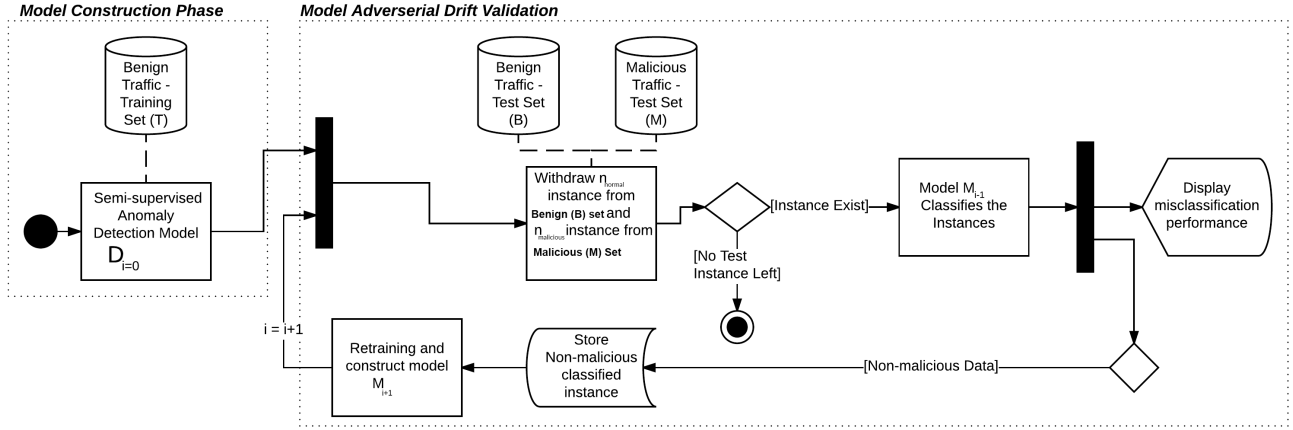 Model Construction Phase
Model Adverserial Drift Validation
Benign
Traffic -
Training
Set (T)
Semi-supervised
Anomaly
Detection Model
D i=0
Benign
Traffic -
Test Set
(B)
Malicious
Traffic -
Test Set
(M)
Withdraw n normal
instance from
Benign (B) set and
n malicious instance from
Malicious (M) Set
[Instance Exist]
[No Test
Instance Left]
Model M i-1
Classifies the
Instances
Display
misclassification
performance
[Non-malicious Data]
Store
Non-malicious
classified
instance
Retraining and
construct model
M i+1
i = i+1